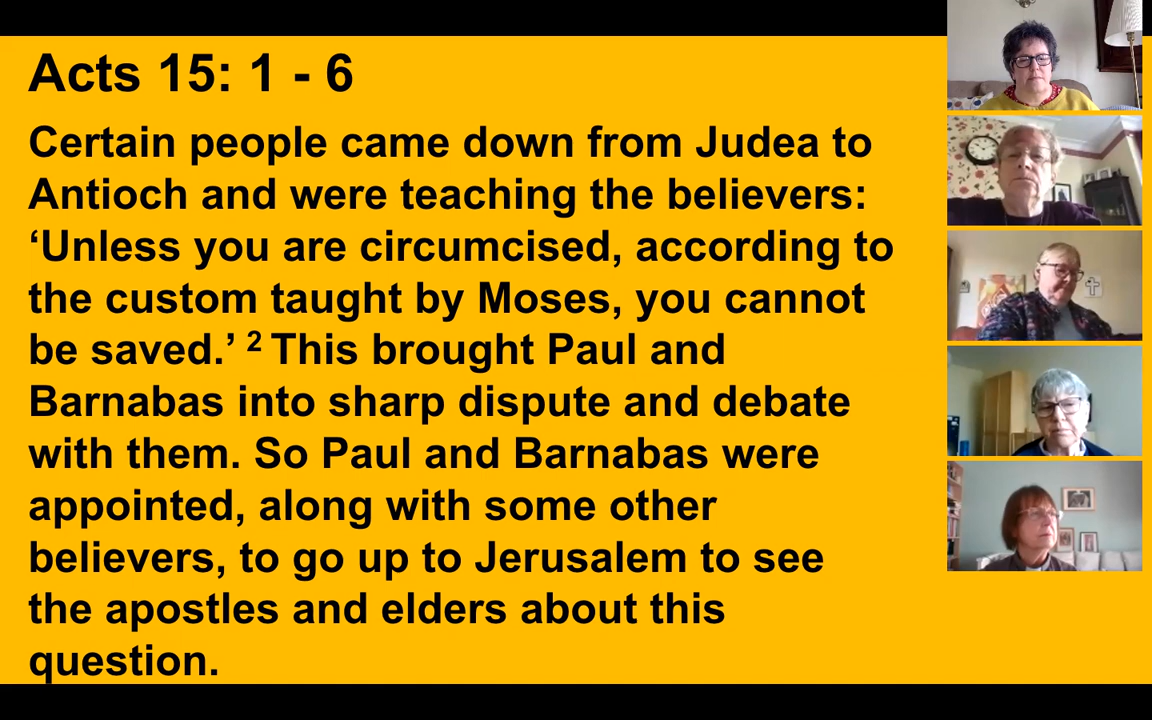 Acts 15: 1 - 6
Certain people came down from Judea to
Antioch and were teaching the believers:
‘Unless you are circumcised, according to
the custom taught by Moses, you cannot
be saved.’ 2 This brought Paul and
Barnabas into sharp dispute and debate
with them. So Paul and Barnabas were
appointed, along with some other
believers, to go up to Jerusalem to see
the apostles and elders about this
question.